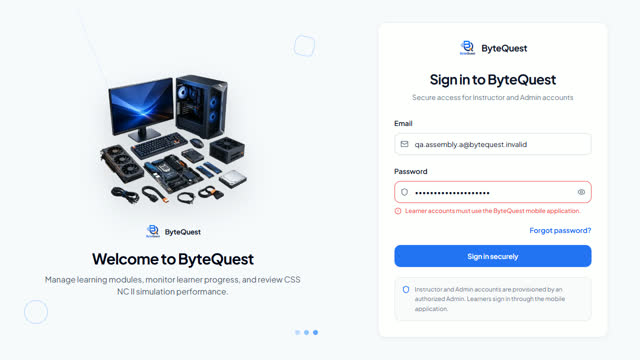 ByteQuest
Welcome to ByteQuest
Manage learning modules, monitor learner progress, and review CSS
NC II simulation performance.
ByteQuest
Sign in to ByteQuest
Secure access for Instructor and Admin accounts
Email
qa.assembly.a@bytequest.invalid
Password
Learner accounts must use the ByteQuest mobile application.
Forgot password?
Sign in securely
Instructor and Admin accounts are provisioned by an
authorized Admin. Learners sign in through the mobile
application.